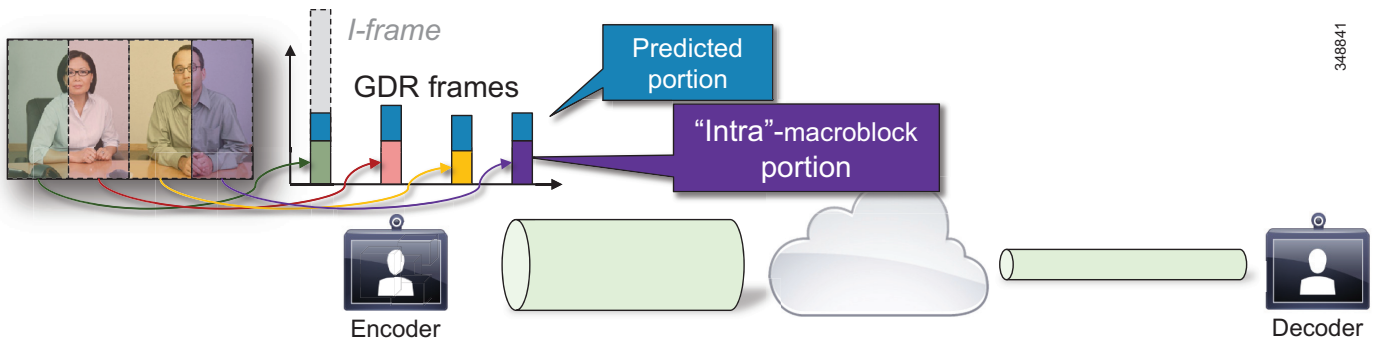 I-frame
GDR frames
Predicted
portion
“Intra”-macroblock
portion
348841
Encoder
Decoder